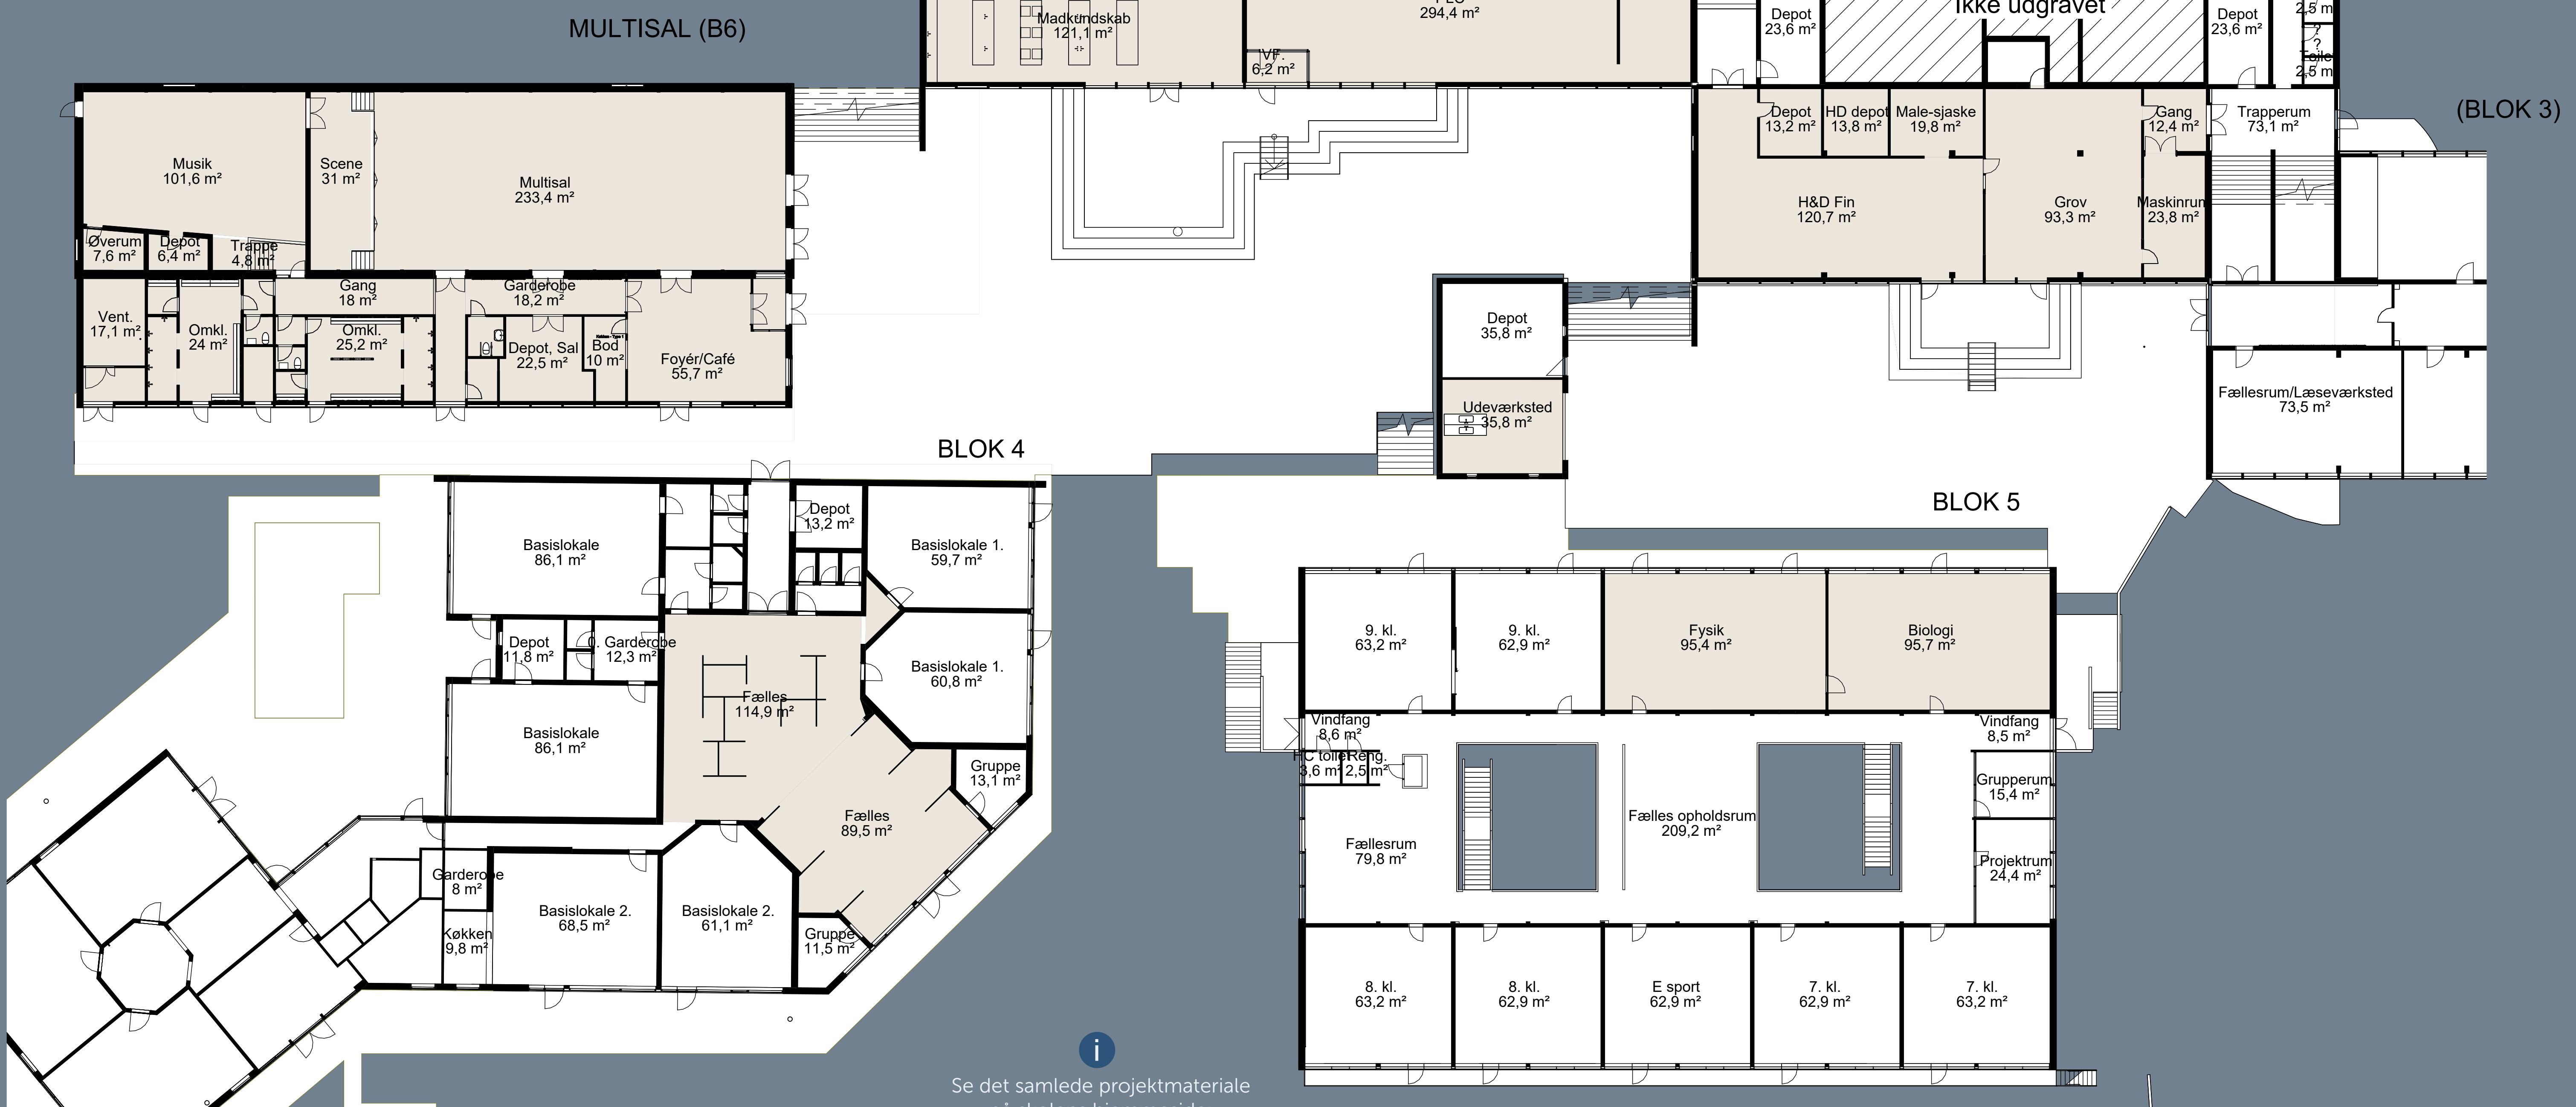 MULTISAL (B6)
Madkundskab
121,1 m²
294,4 m²
VF.
6,2 m²
Depot
23,6 m²
Ikke udgravet
Depot
23,6 m²
2,5 m
?
?
2,5 m
(BLOK 3)
Musik
101,6 m²
Scene
31 m²
Multisal
233,4 m²
Øverum
7,6 m²
Depot
6,4 m²
Trappe
4,8 m²
Depot
13,2 m²
HD depot
13,8 m²
Male-sjaske
19,8 m²
Gang
12,4 m²
Trapperum
73,1 m²
H&D Fin
120,7 m²
Grov
93,3 m²
Maskinrum
23,8 m²
Vent.
17,1 m²
Omkl.
24 m²
Gang
18 m²
Omkl.
25,2 m²
Garderobe
18,2 m²
Depot, Sal
22,5 m²
Bod
10 m²
Foyér/Café
55,7 m²
Depot
35,8 m²
Udeværksted
35,8 m²
Fællesrum/Læseværksted
73,5 m²
BLOK 4
BLOK 5
Basislokale
86,1 m²
Depot
13,2 m²
Basislokale 1.
59,7 m²
Depot
11,8 m²
0. Garderobe
12,3 m²
Basislokale 1.
60,8 m²
Fælles
114,9 m²
Basislokale
86,1 m²
Gruppe
13,1 m²
Fælles
89,5 m²
Garderobe
8 m²
Køkken
9,8 m²
Basislokale 2.
68,5 m²
Basislokale 2.
61,1 m²
Gruppe
11,5 m²
9. kl.
63,2 m²
9. kl.
62,9 m²
Fysik
95,4 m²
Biologi
95,7 m²
Vindfang
8,6 m²
HC toilet
3,6 m²
Reng.
2,5 m²
Vindfang
8,5 m²
Grupperum
15,4 m²
Fællesrum
79,8 m²
Fælles opholdsrum
209,2 m²
Projektrum
24,4 m²
8. kl.
63,2 m²
8. kl.
62,9 m²
E sport
62,9 m²
7. kl.
62,9 m²
7. kl.
63,2 m²
i
Se det samlede projektmateriale